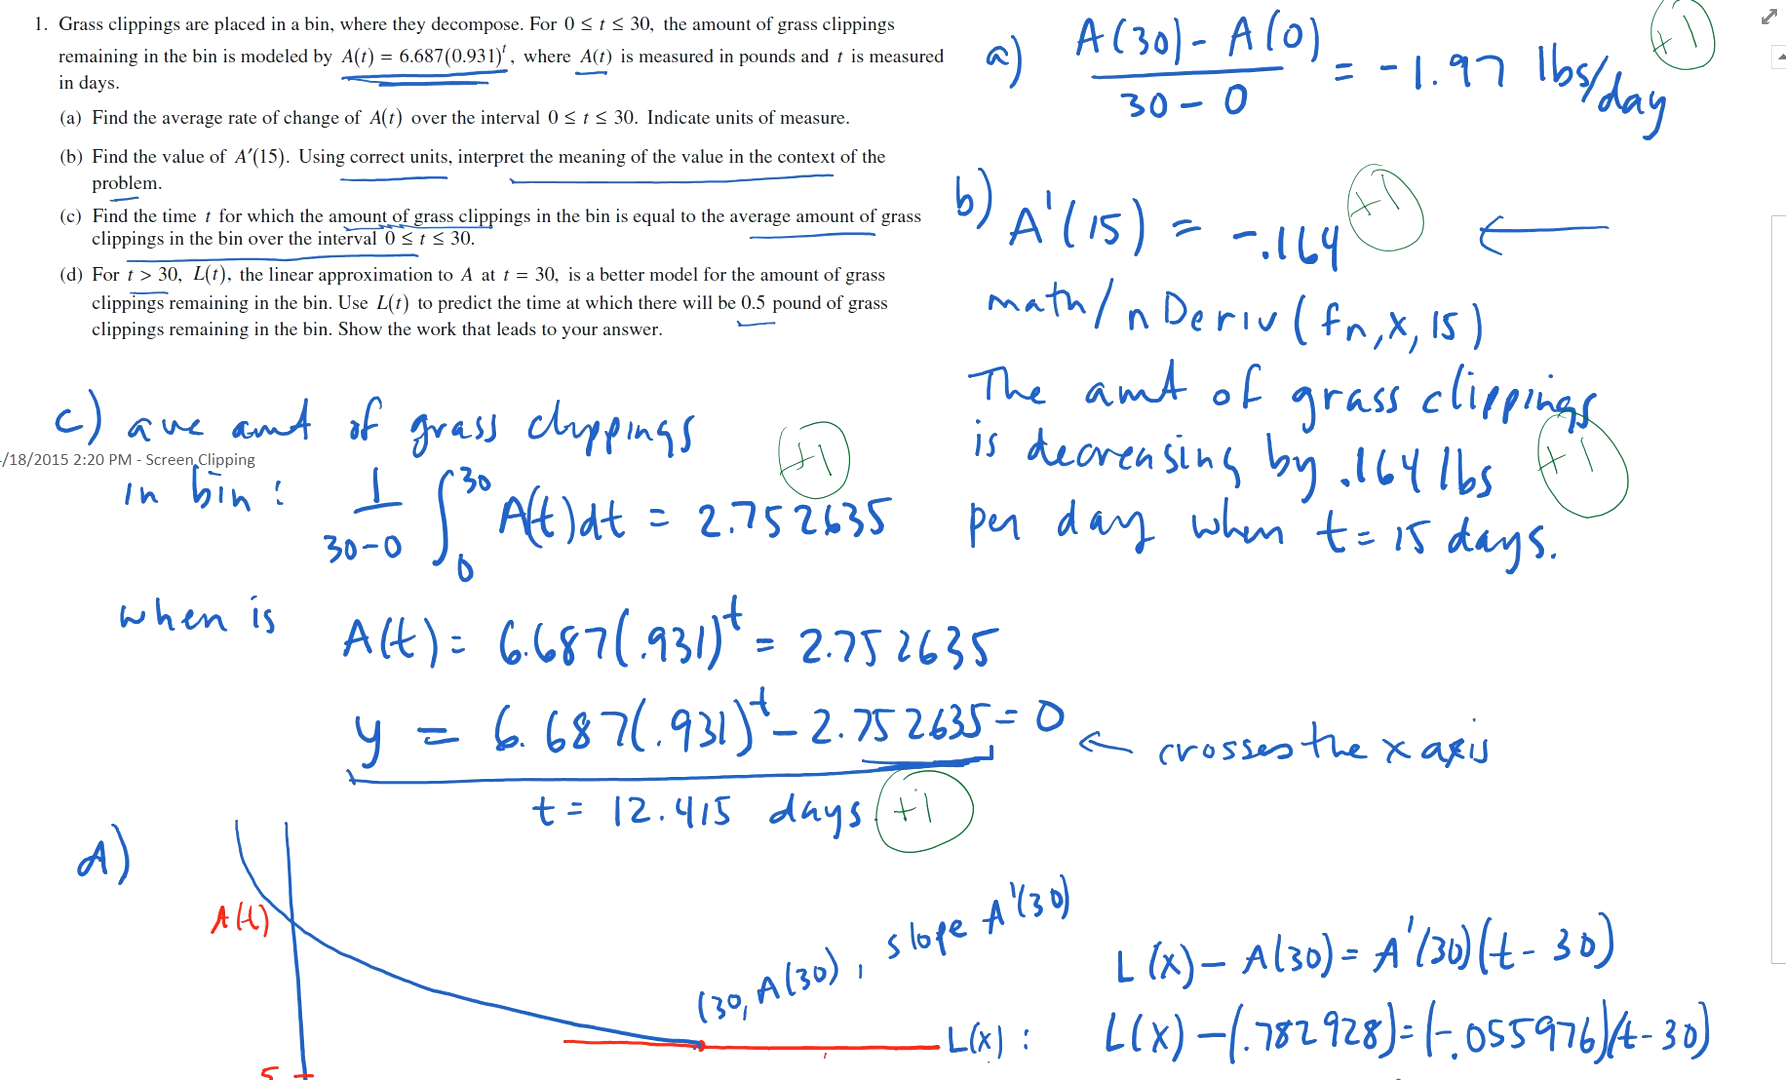 1. Grass clippings are placed in a bin, where they decompose. For 0 ≤ t ≤ 30, the amount of grass clippings
remaining in the bin is modeled by A(t) = 6.687(0.931)^t, where A(t) is measured in pounds and t is measured
in days.
(a) Find the average rate of change of A(t) over the interval 0 ≤ t ≤ 30. Indicate units of measure.
(b) Find the value of A′(15). Using correct units, interpret the meaning of the value in the context of the
problem.
(c) Find the time t for which the amount of grass clippings in the bin is equal to the average amount of grass
clippings in the bin over the interval 0 ≤ t ≤ 30.
(d) For t > 30, L(t), the linear approximation to A at t = 30, is a better model for the amount of grass
clippings remaining in the bin. Use L(t) to predict the time at which there will be 0.5 pound of grass
clippings remaining in the bin. Show the work that leads to your answer.
a) A(30) - A(0) / 30 - 0 = -1.97 lbs/day
+1
b) A'(15) = -.164 ←
+1
math/nDeriv(fn,x,15)
The amt of grass clippings
is decreasing by .164 lbs
+1
per day when t = 15 days.
c) ave amt of grass clippings
+1
/18/2015 2:20 PM - Screen Clipping
in bin: 1/30-0 ∫₀³⁰ A(t)dt = 2.752635
when is A(t) = 6.687(.931)^t = 2.752635
y = 6.687(.931)^t - 2.752635 = 0 ← crosses the x axis
t = 12.415 days +1
d)
A(t)
(30, A(30), slope A'(30)
L(x) - A(30) = A'(30)(t - 30)
L(x): L(x) - (.782928) = (-.055976)(t - 30)
.5